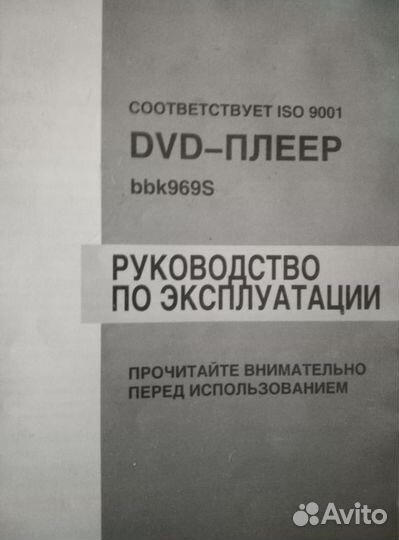 СООТВЕТСТВУЕТ ISO 9001
DVD-ПЛЕЕР
bbk969S
РУКОВОДСТВО
ПО ЭКСПЛУАТАЦИИ
ПРОЧИТАЙТЕ ВНИМАТЕЛЬНО
ПЕРЕД ИСПОЛЬЗОВАНИЕМ
Avito